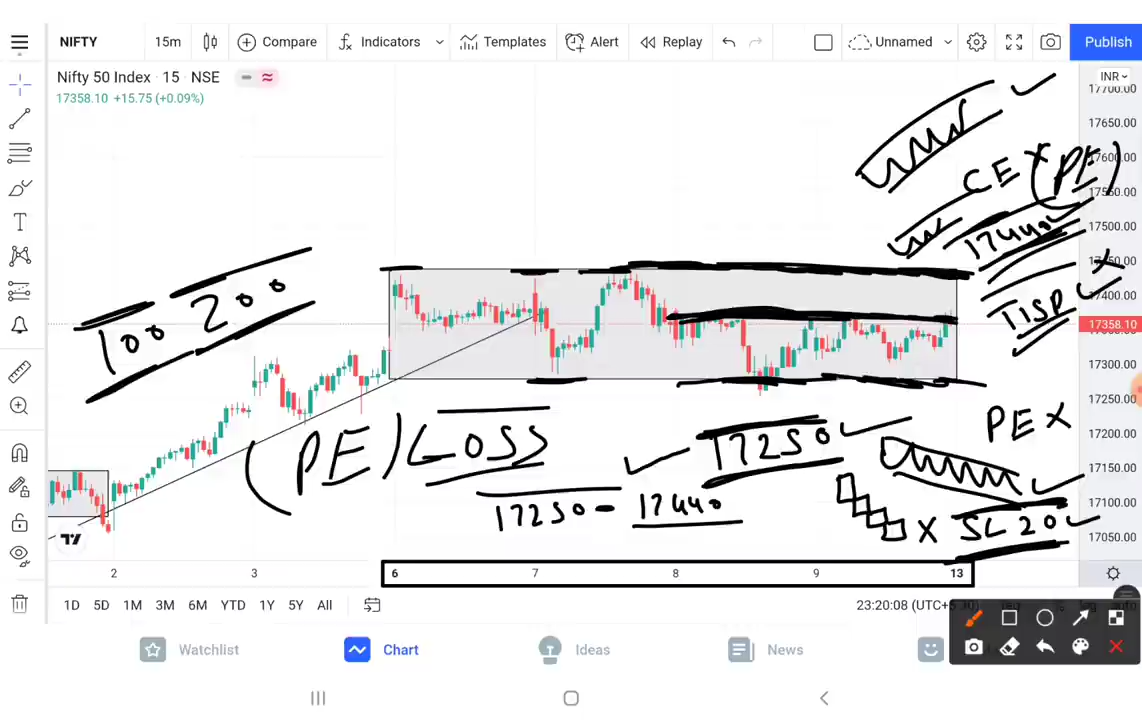 NIFTY 15m Compare Indicators Templates Alert Replay Unnamed Publish
Nifty 50 Index · 15 · NSE
17358.10 +15.75 (+0.09%)
INR
17700.00
17650.00
17600.00
17550.00
17500.00
17450.00
17400.00
17358.10
17300.00
17250.00
17200.00
17150.00
17100.00
17050.00
CE X (PE)
17440
X
TISP
100 200
(PE) LOSS
17250
17250 - 17440
PE X
X SL 20
2 3 6 7 8 9 13
1D 5D 1M 3M 6M YTD 1Y 5Y All
23:20:08 (UTC+5
Watchlist Chart Ideas News